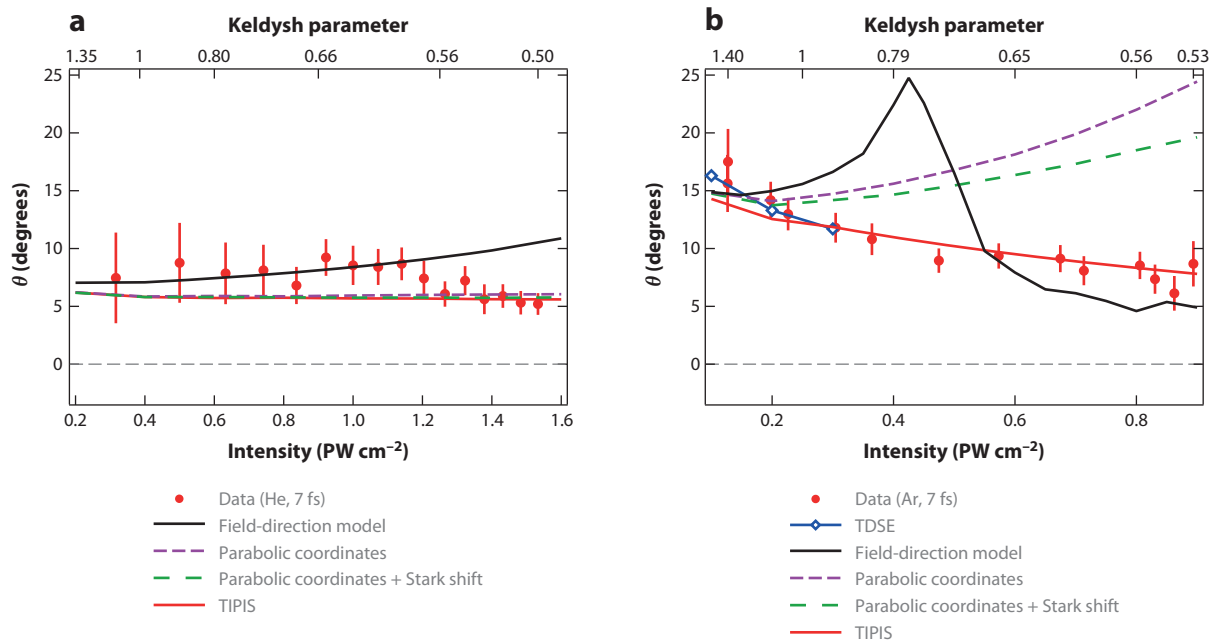 a
Keldysh parameter
1.35 1 0.80 0.66 0.56 0.50
25
20
15
10
5
0
θ (degrees)
0.2 0.4 0.6 0.8 1.0 1.2 1.4 1.6
Intensity (PW cm⁻²)
Data (He, 7 fs)
Field-direction model
Parabolic coordinates
Parabolic coordinates + Stark shift
TIPIS
b
Keldysh parameter
1.40 1 0.79 0.65 0.56 0.53
25
20
15
10
5
0
θ (degrees)
0.2 0.4 0.6 0.8
Intensity (PW cm⁻²)
Data (Ar, 7 fs)
TDSE
Field-direction model
Parabolic coordinates
Parabolic coordinates + Stark shift
TIPIS